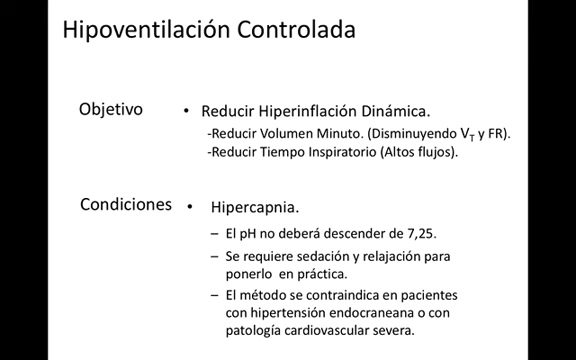 Hipoventilación Controlada
Objetivo • Reducir Hiperinflación Dinámica.
-Reducir Volumen Minuto. (Disminuyendo VT y FR).
-Reducir Tiempo Inspiratorio (Altos flujos).
Condiciones • Hipercapnia.
– El pH no deberá descender de 7,25.
– Se requiere sedación y relajación para
ponerlo en práctica.
– El método se contraindica en pacientes
con hipertensión endocraneana o con
patología cardiovascular severa.